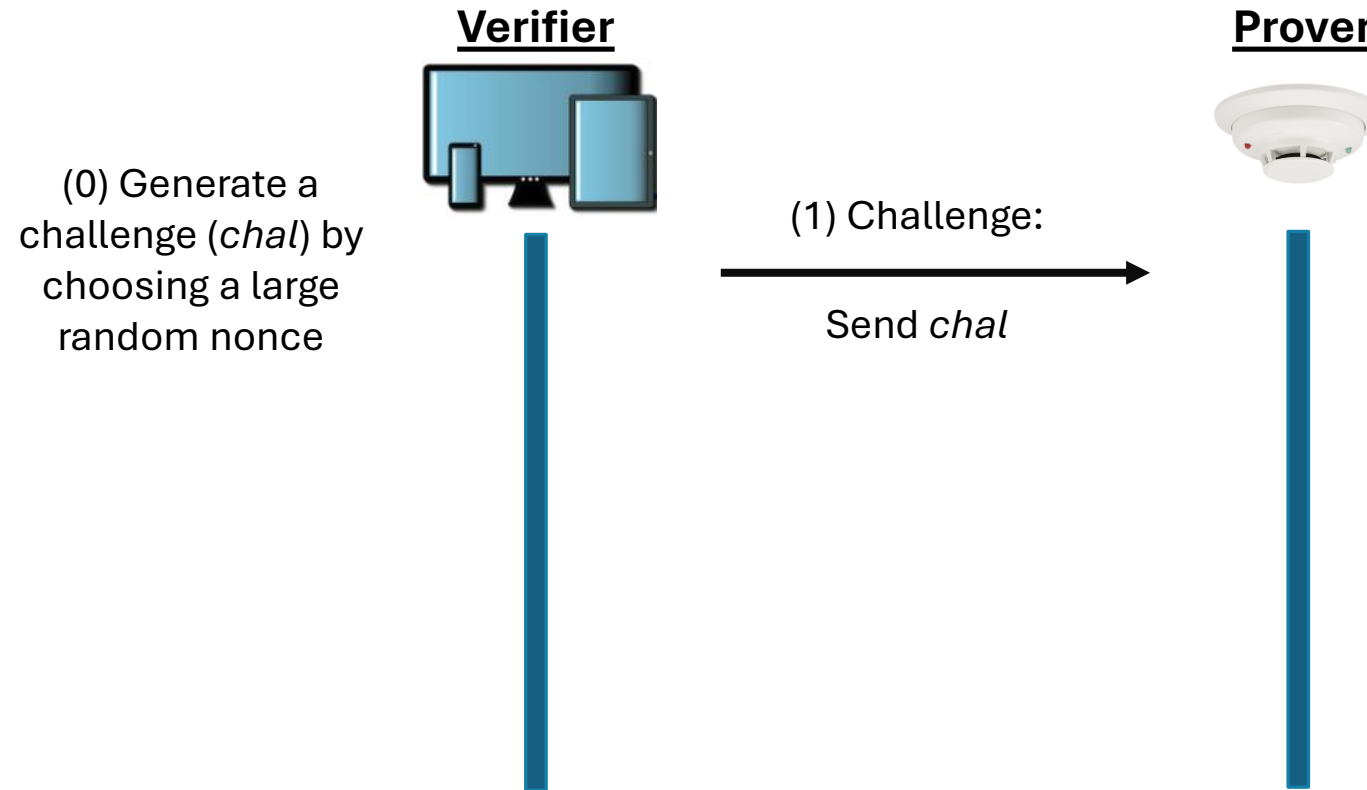 Verifier
Prover
(0) Generate a
challenge (chal) by
choosing a large
random nonce
(1) Challenge:
Send chal